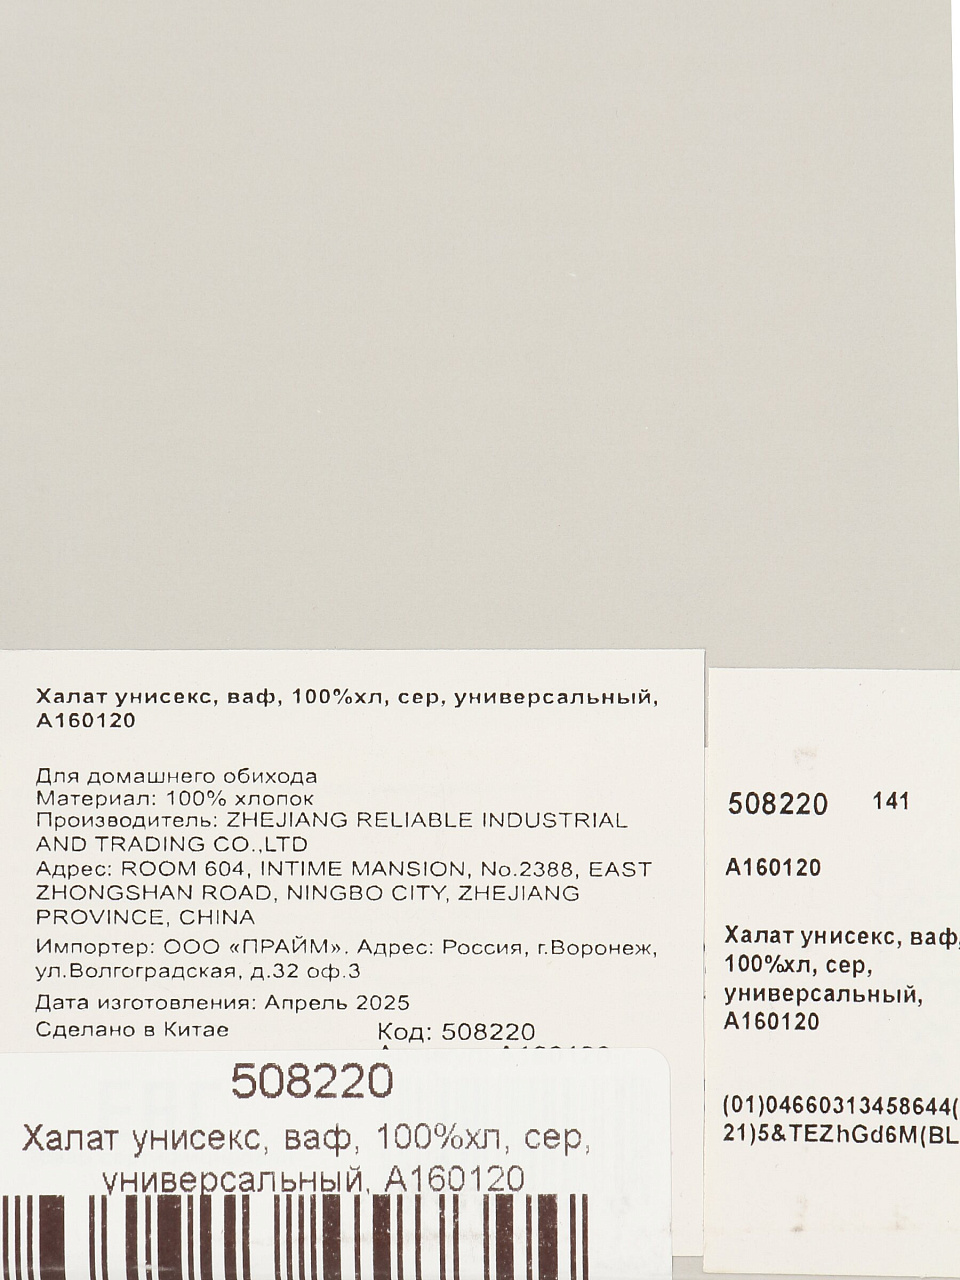 Халат унисекс, ваф, 100%хл, сер, универсальный,
А160120
Для домашнего обихода
Материал: 100% хлопок
Производитель: ZHEJIANG RELIABLE INDUSTRIAL
AND TRADING CO.,LTD
Адрес: ROOM 604, INTIME MANSION, No.2388, EAST
ZHONGSHAN ROAD, NINGBO CITY, ZHEJIANG
PROVINCE, CHINA
Импортер: ООО «ПРАЙМ». Адрес: Россия, г.Воронеж,
ул.Волгоградская, д.32 оф.3
Дата изготовления: Апрель 2025
Сделано в Китае
Код: 508220
508220
Халат унисекс, ваф, 100%хл, сер,
универсальный, А160120
508220 141
А160120
Халат унисекс, ваф,
100%хл, сер,
универсальный,
А160120
(01)04660313458644(
21)5&TEZhGd6M(BL